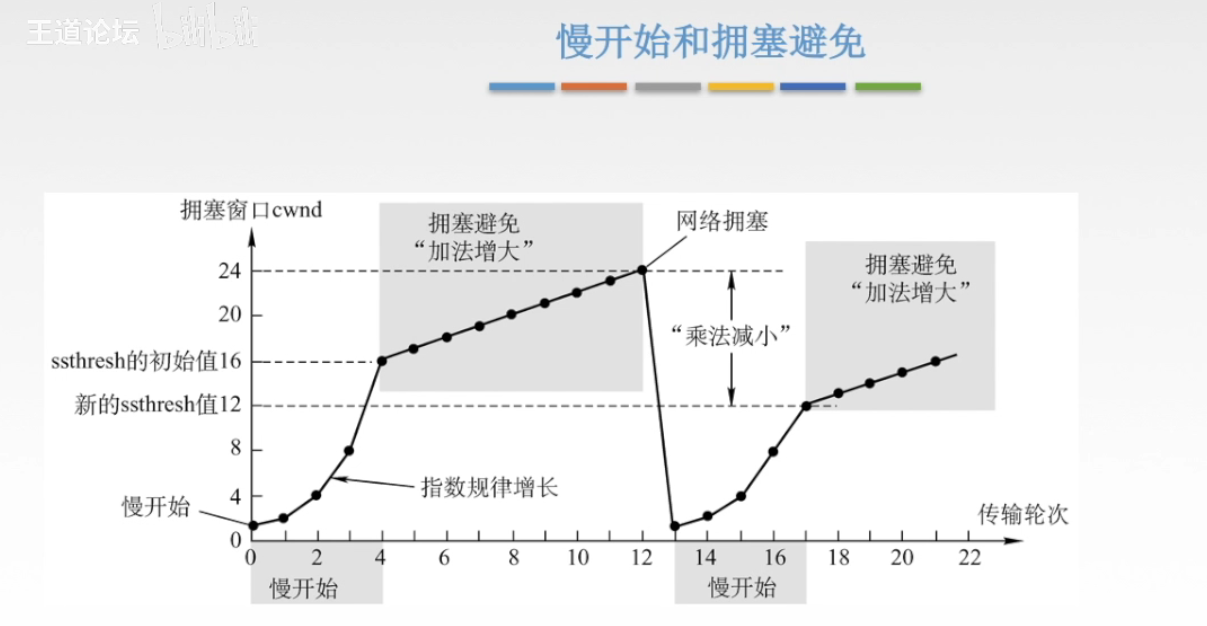 王道论坛 bilibili
慢开始和拥塞避免
拥塞窗口cwnd
拥塞避免
“加法增大”
网络拥塞
拥塞避免
“加法增大”
24
20
“乘法减小”
ssthresh的初始值16
新的ssthresh值12
8
4
0
慢开始
指数规律增长
传输轮次
0 2 4 6 8 10 12 14 16 18 20 22
慢开始
慢开始